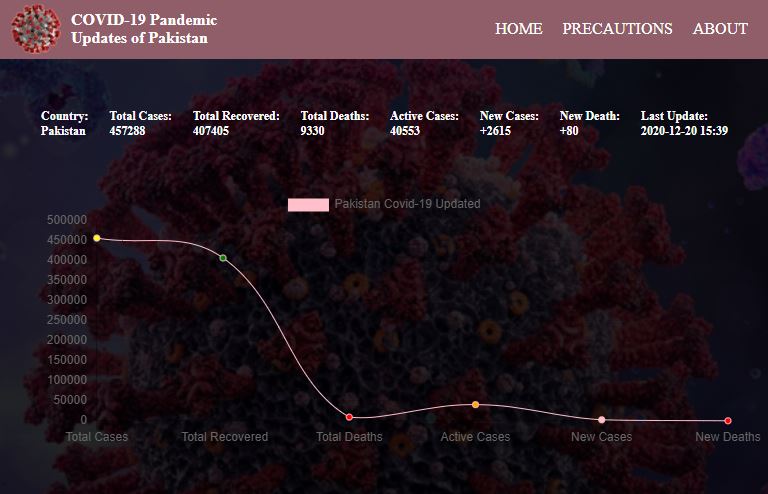 COVID-19 Pandemic
Updates of Pakistan
HOME PRECAUTIONS ABOUT
Country: Total Cases: Total Recovered: Total Deaths: Active Cases: New Cases: New Death: Last Update:
Pakistan 457288 407405 9330 40553 +2615 +80 2020-12-20 15:39
Pakistan Covid-19 Updated
500000
450000
400000
350000
300000
250000
200000
150000
100000
50000
0
Total Cases Total Recovered Total Deaths Active Cases New Cases New Deaths